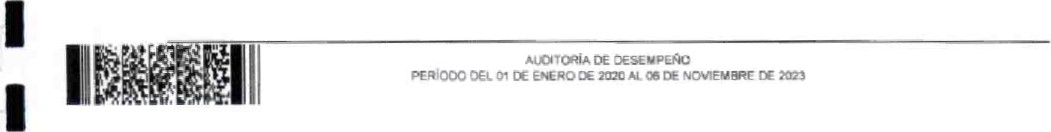 AUDITORÍA DE DESEMPEÑO
PERÍODO DEL 01 DE ENERO DE 2020 AL 06 DE NOVIEMBRE DE 2023